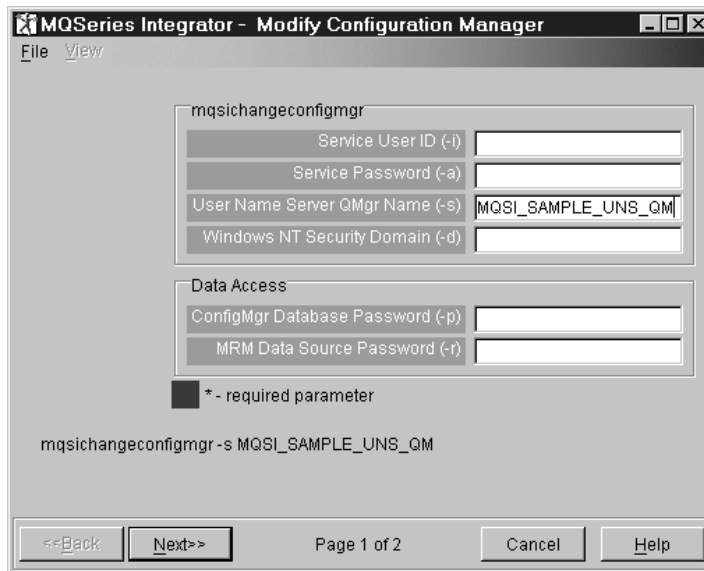 MQSeries Integrator - Modify Configuration Manager
File View
mqsichangeconfigmgr
Service User ID (-i)
Service Password (-a)
User Name Server QMgr Name (-s) MQSI_SAMPLE_UNS_QM
Windows NT Security Domain (-d)
Data Access
ConfigMgr Database Password (-p)
MRM Data Source Password (-r)
* - required parameter
mqsichangeconfigmgr -s MQSI_SAMPLE_UNS_QM
<<Back Next>> Page 1 of 2 Cancel Help